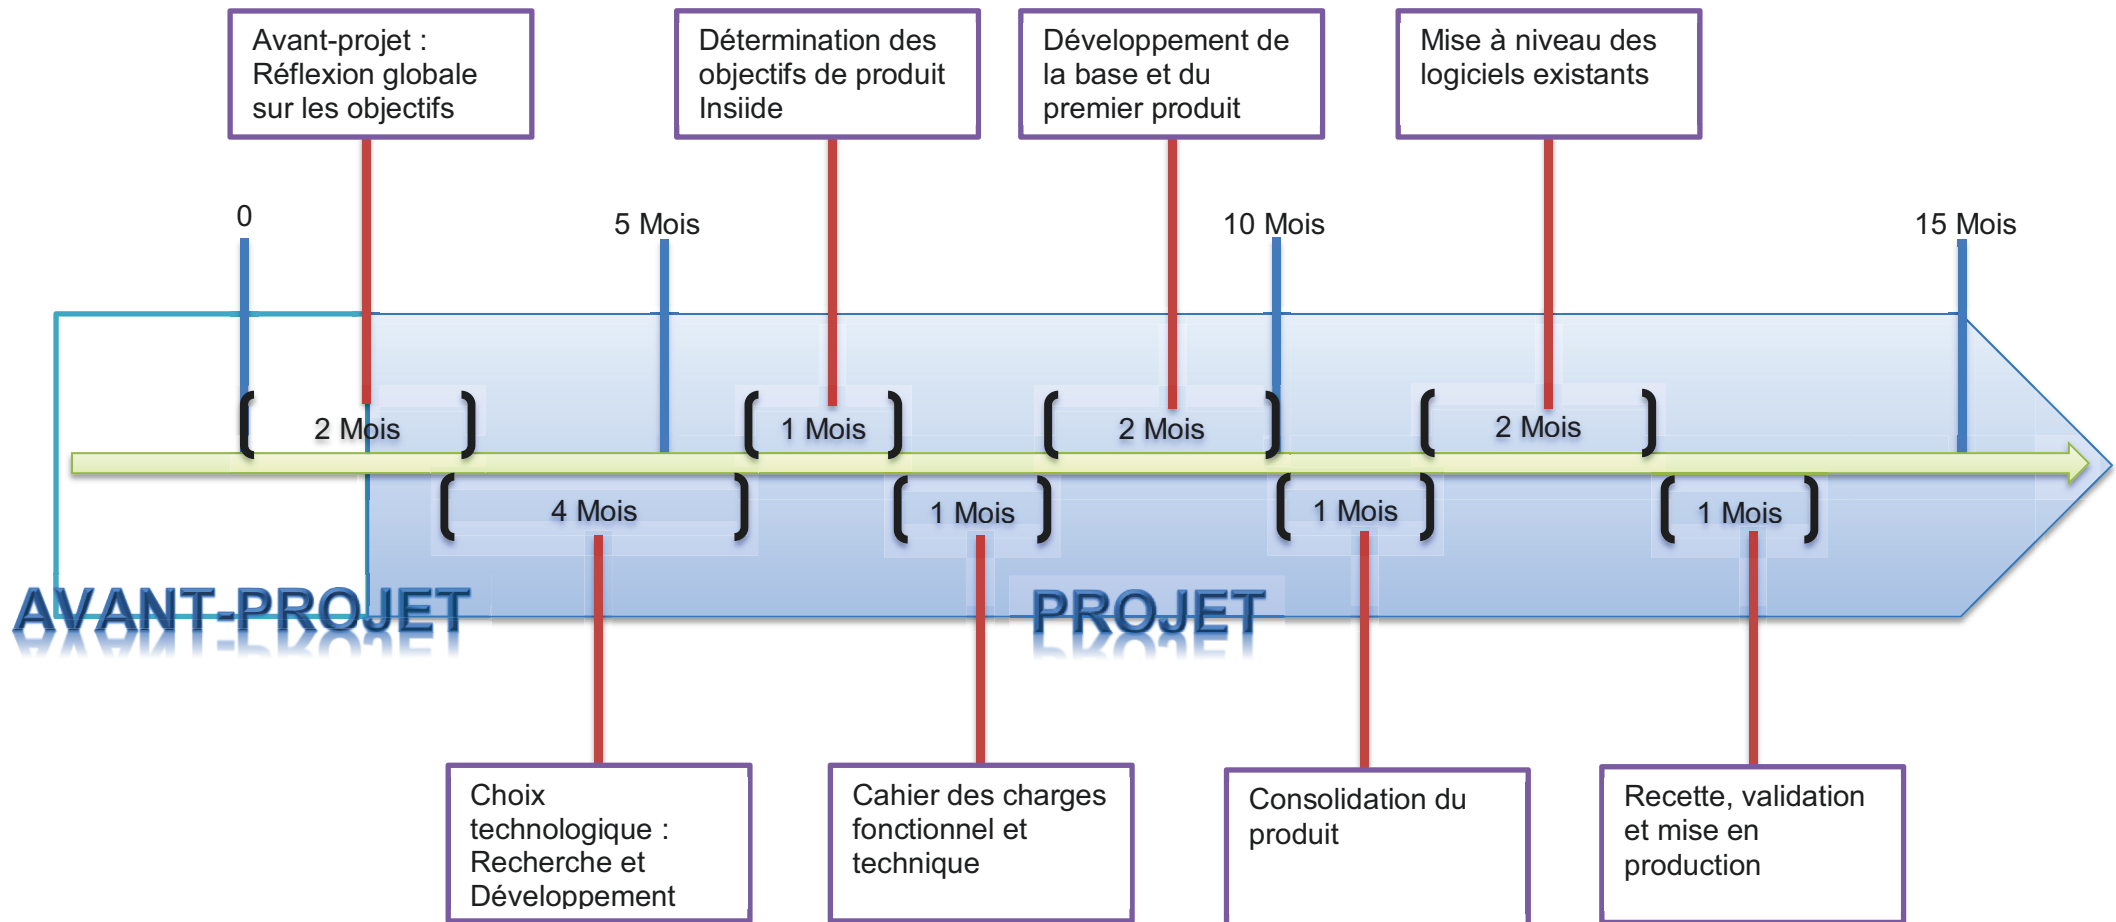 Avant-projet :
Réflexion globale
sur les objectifs
Détermination des
objectifs de produit
Insiide
Développement de
la base et du
premier produit
Mise à niveau des
logiciels existants
0
5 Mois
10 Mois
15 Mois
2 Mois
1 Mois
2 Mois
2 Mois
4 Mois
1 Mois
1 Mois
1 Mois
AVANT-PROJET
PROJET
Choix
technologique :
Recherche et
Développement
Cahier des charges
fonctionnel et
technique
Consolidation du
produit
Recette, validation
et mise en
production